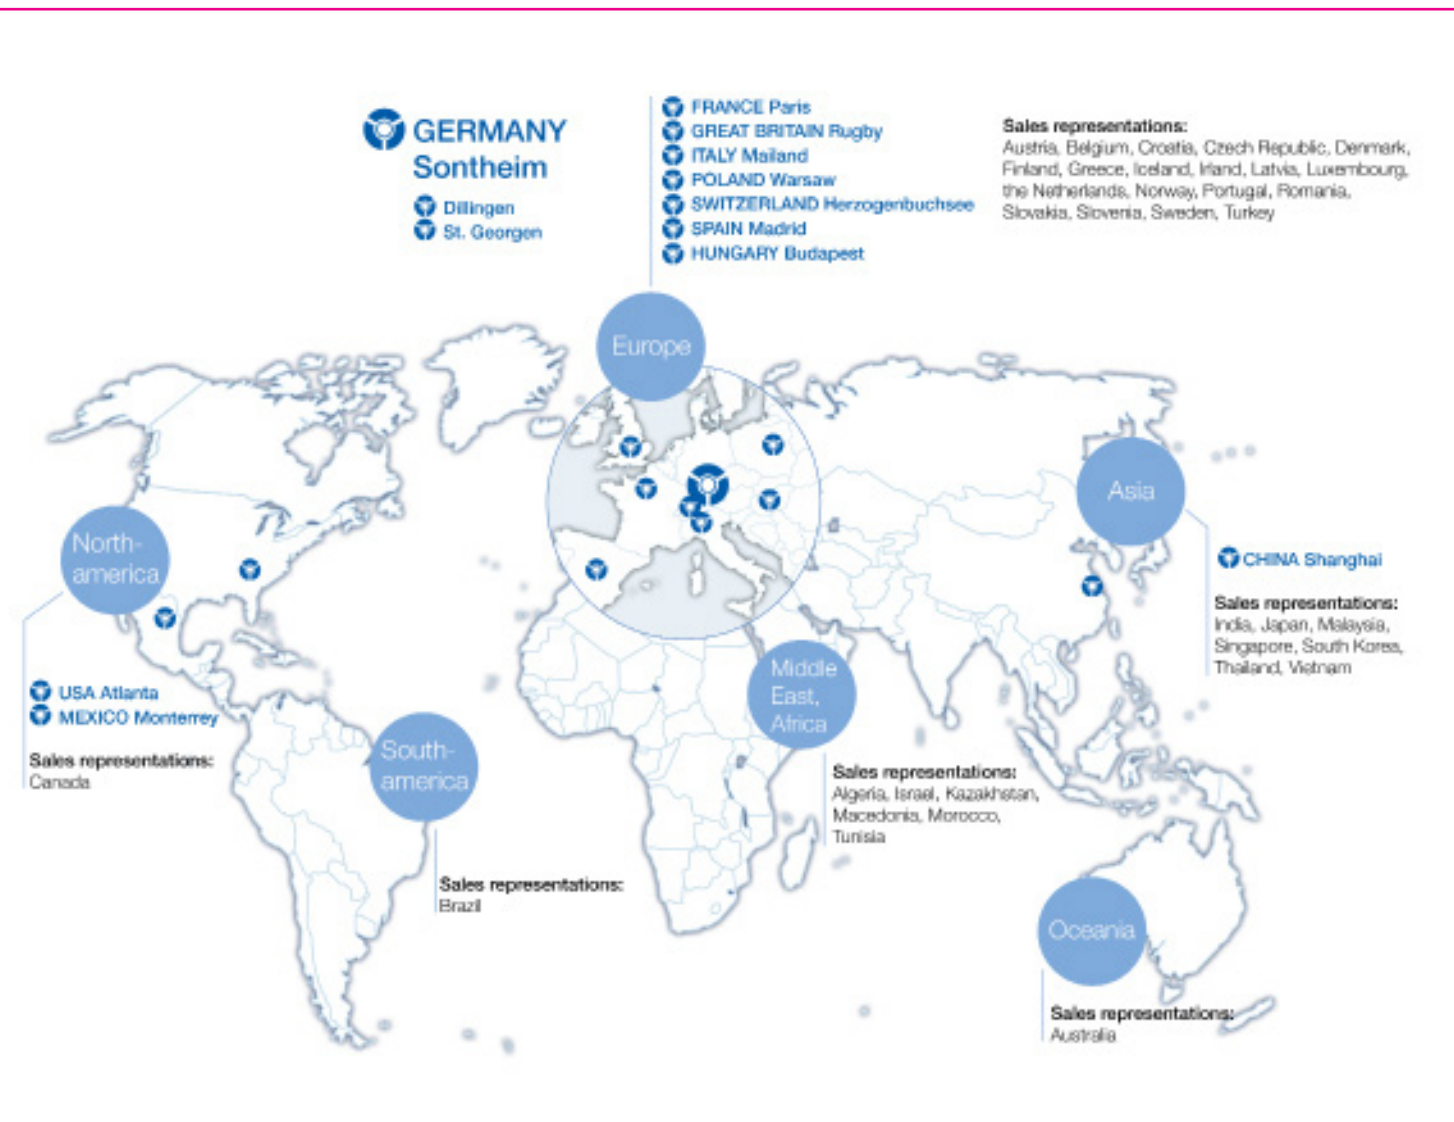 GERMANY
Sontheim
Dillingen
St. Georgen
FRANCE Paris
GREAT BRITAIN Rugby
ITALY Mailand
POLAND Warsaw
SWITZERLAND Herzogenbuchsee
SPAIN Madrid
HUNGARY Budapest
Sales representations:
Austria, Belgium, Croatia, Czech Republic, Denmark,
Finland, Greece, Iceland, Irland, Latvia, Luxembourg,
the Netherlands, Norway, Portugal, Romania,
Slovakia, Slovenia, Sweden, Turkey
Europe
Asia
CHINA Shanghai
Sales representations:
India, Japan, Malaysia,
Singapore, South Korea,
Thailand, Vietnam
North-
america
USA Atlanta
MEXICO Monterrey
Sales representations:
Canada
South-
america
Sales representations:
Brazil
Middle
East,
Africa
Sales representations:
Algeria, Israel, Kazakhstan,
Macedonia, Morocco,
Tunisia
Oceania
Sales representations:
Australia